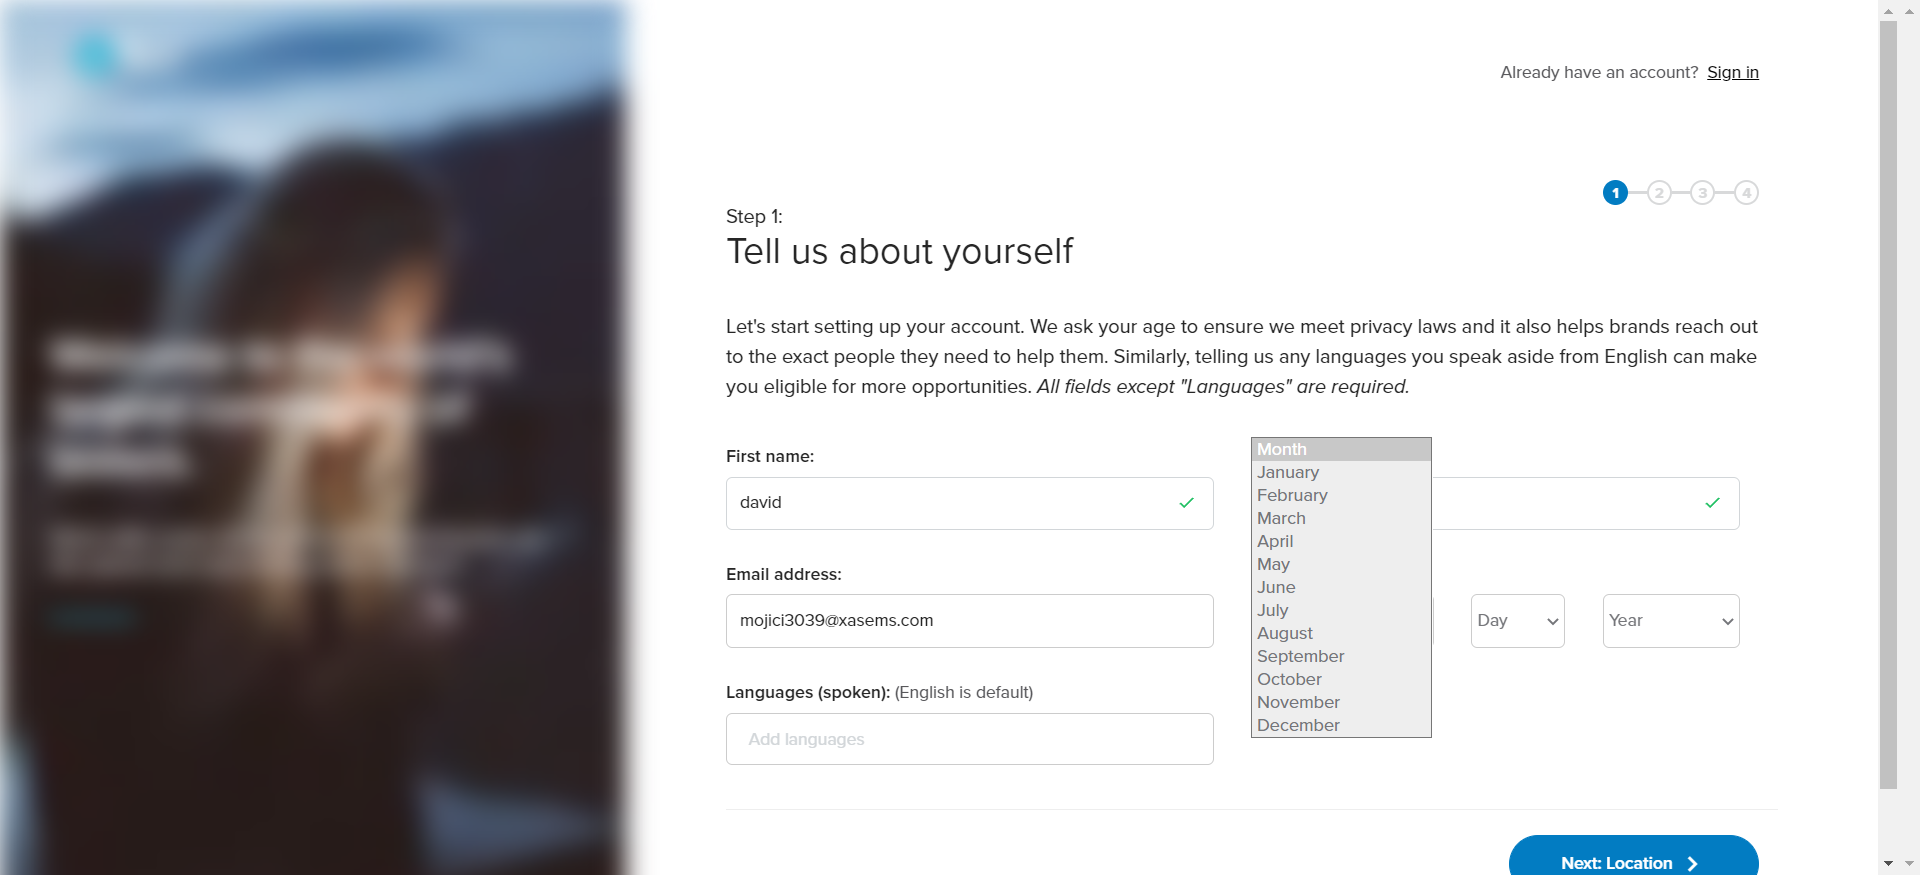 Already have an account? Sign in
1 2 3 4
Step 1:
Tell us about yourself
Let's start setting up your account. We ask your age to ensure we meet privacy laws and it also helps brands reach out
to the exact people they need to help them. Similarly, telling us any languages you speak aside from English can make
you eligible for more opportunities. All fields except "Languages" are required.
First name:
david
Email address:
mojici3039@xasems.com
Languages (spoken): (English is default)
Add languages
Month
January
February
March
April
May
June
July
August
September
October
November
December
Day
Year
Next: Location